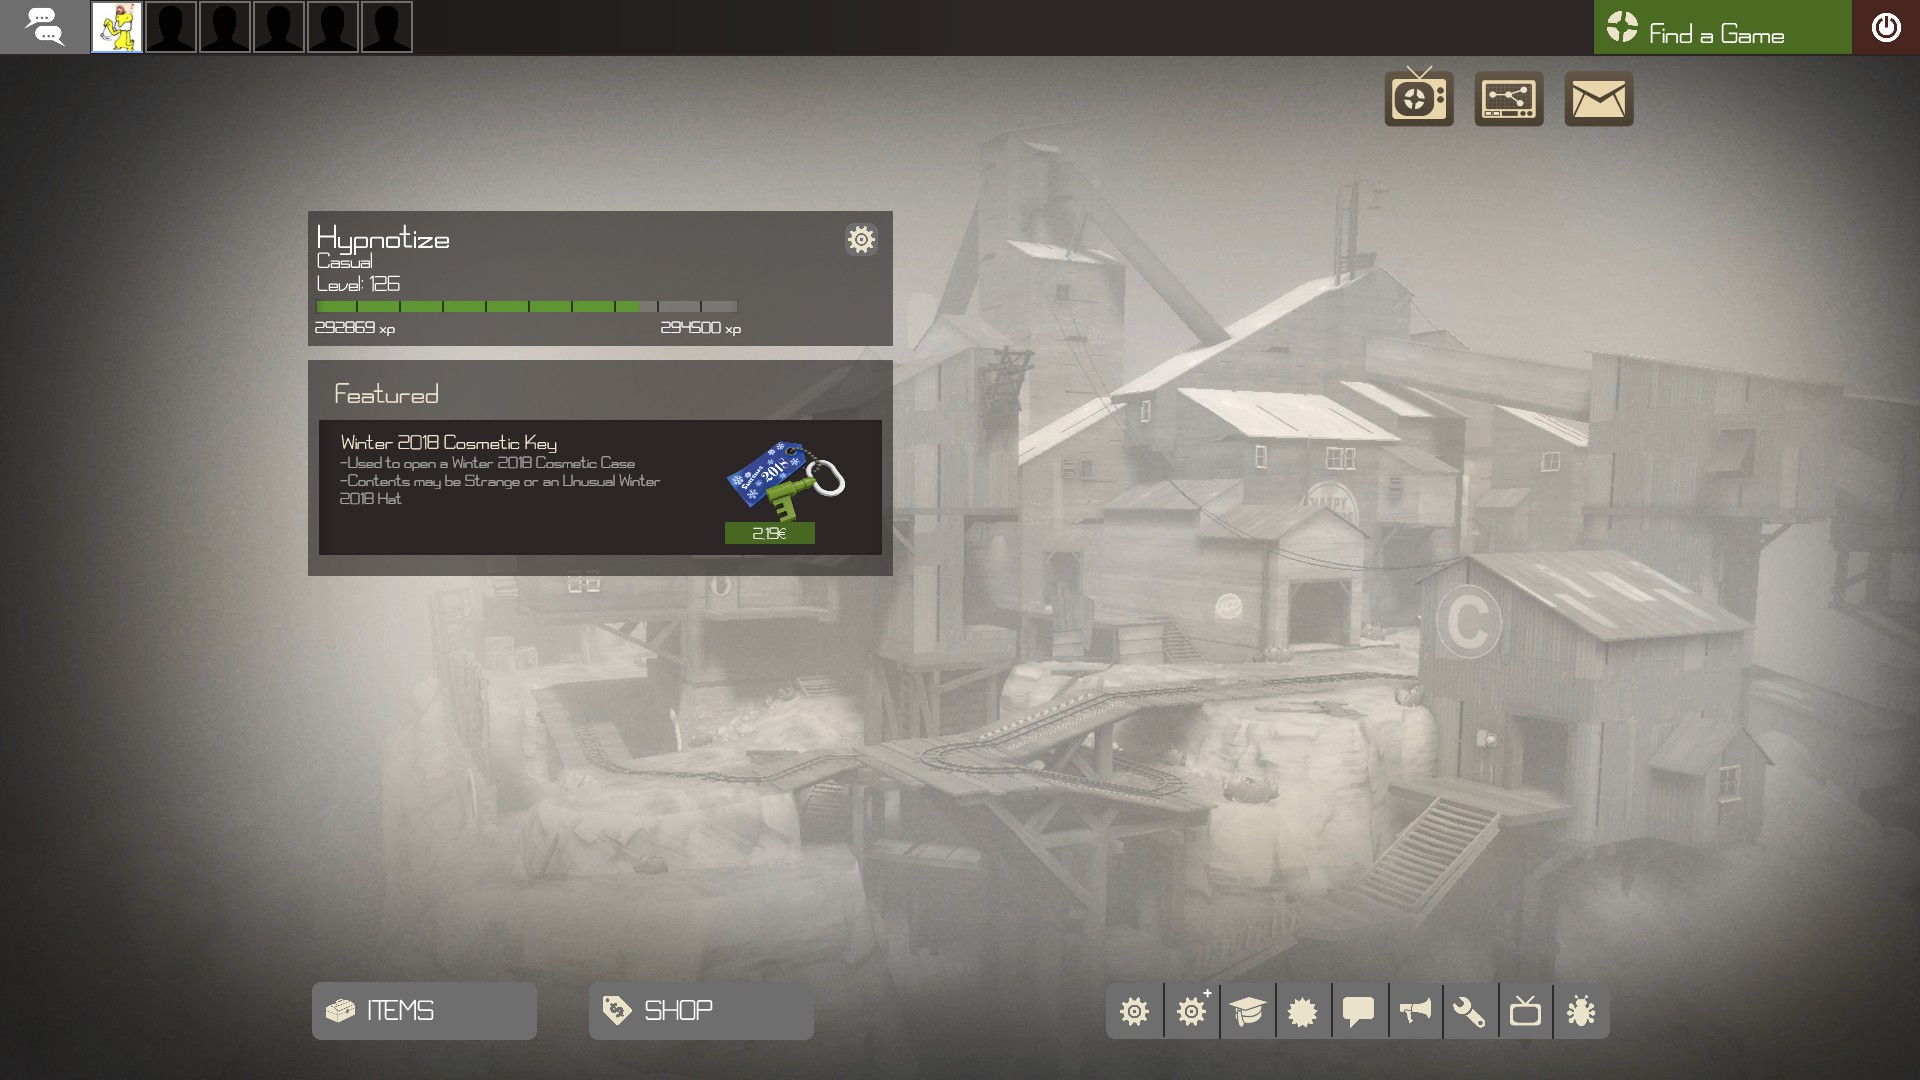 Find a Game
Hypnotize
Casual
Level: 126
292869 xp
294500 xp
Featured
Winter 2018 Cosmetic Key
-Used to open a Winter 2018 Cosmetic Case
-Contents may be Strange or an Unusual Winter
2018 Hat
2018
2,19€
C
ITEMS
SHOP